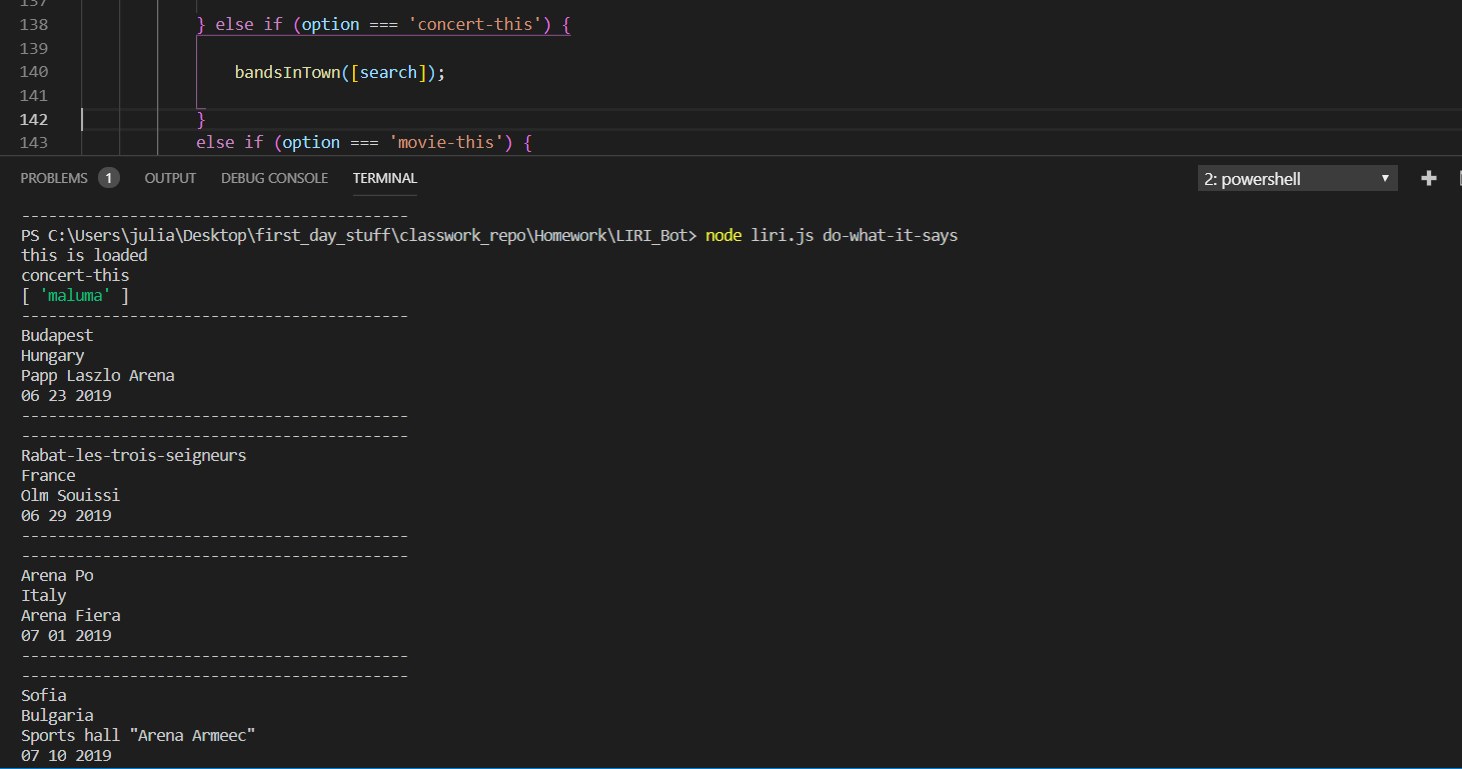 137
138 } else if (option === 'concert-this') {
139
140 bandsInTown([search]);
141
142 }
143 else if (option === 'movie-this') {
PROBLEMS 1 OUTPUT DEBUG CONSOLE TERMINAL 2: powershell
------------------------------------------
PS C:\Users\julia\Desktop\first_day_stuff\classwork_repo\Homework\LIRI_Bot> node liri.js do-what-it-says
this is loaded
concert-this
[ 'maluma' ]
------------------------------------------
Budapest
Hungary
Papp Laszlo Arena
06 23 2019
------------------------------------------
------------------------------------------
Rabat-les-trois-seigneurs
France
Olm Souissi
06 29 2019
------------------------------------------
------------------------------------------
Arena Po
Italy
Arena Fiera
07 01 2019
------------------------------------------
------------------------------------------
Sofia
Bulgaria
Sports hall "Arena Armeec"
07 10 2019